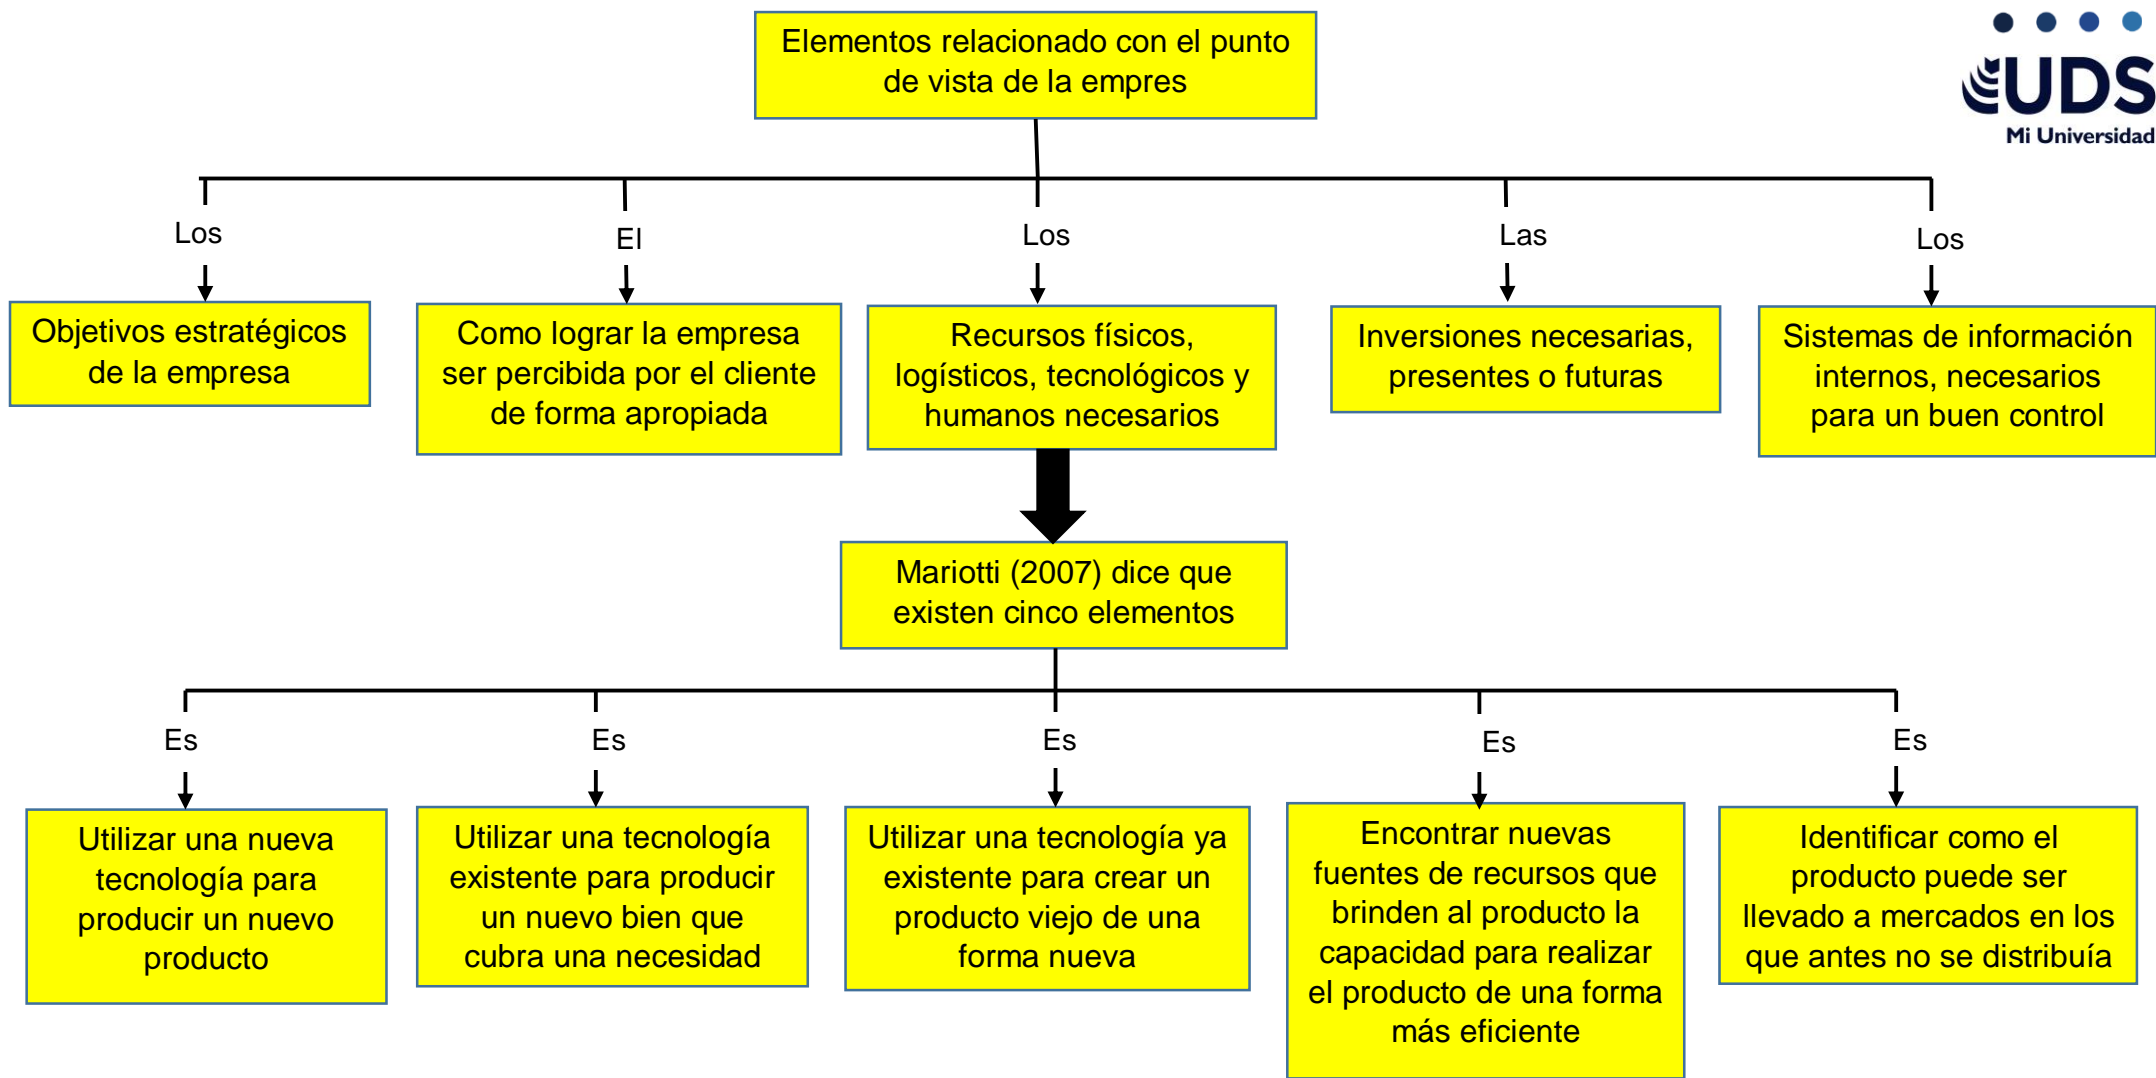 Elementos relacionado con el punto
de vista de la empres
UDS
Mi Universidad
Los
El
Los
Las
Los
Objetivos estratégicos
de la empresa
Como lograr la empresa
ser percibida por el cliente
de forma apropiada
Recursos físicos,
logísticos, tecnológicos y
humanos necesarios
Inversiones necesarias,
presentes o futuras
Sistemas de información
internos, necesarios
para un buen control
Mariotti (2007) dice que
existen cinco elementos
Es
Es
Es
Es
Es
Utilizar una nueva
tecnología para
producir un nuevo
producto
Utilizar una tecnología
existente para producir
un nuevo bien que
cubra una necesidad
Utilizar una tecnología ya
existente para crear un
producto viejo de una
forma nueva
Encontrar nuevas
fuentes de recursos que
brinden al producto la
capacidad para realizar
el producto de una forma
más eficiente
Identificar como el
producto puede ser
llevado a mercados en los
que antes no se distribuía